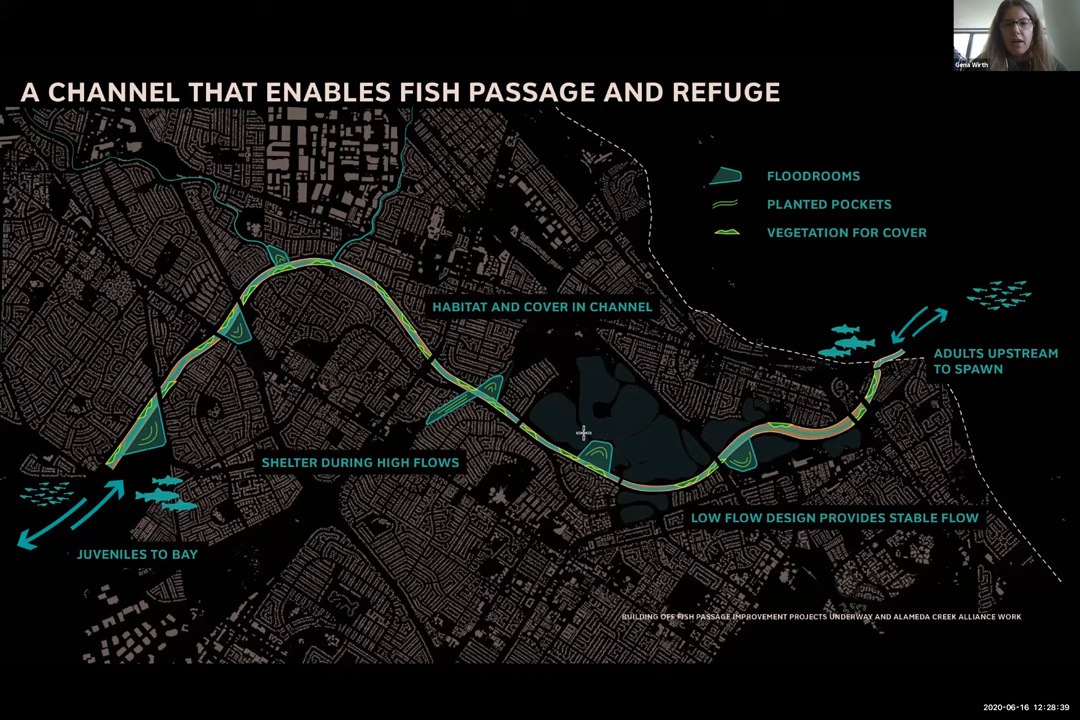 Gena Wirth
A CHANNEL THAT ENABLES FISH PASSAGE AND REFUGE
FLOODROOMS
PLANTED POCKETS
VEGETATION FOR COVER
HABITAT AND COVER IN CHANNEL
ADULTS UPSTREAM
TO SPAWN
SHELTER DURING HIGH FLOWS
LOW FLOW DESIGN PROVIDES STABLE FLOW
JUVENILES TO BAY
BUILDING OFF FISH PASSAGE IMPROVEMENT PROJECTS UNDERWAY AND ALAMEDA CREEK ALLIANCE WORK
2020-06-16 12:28:39